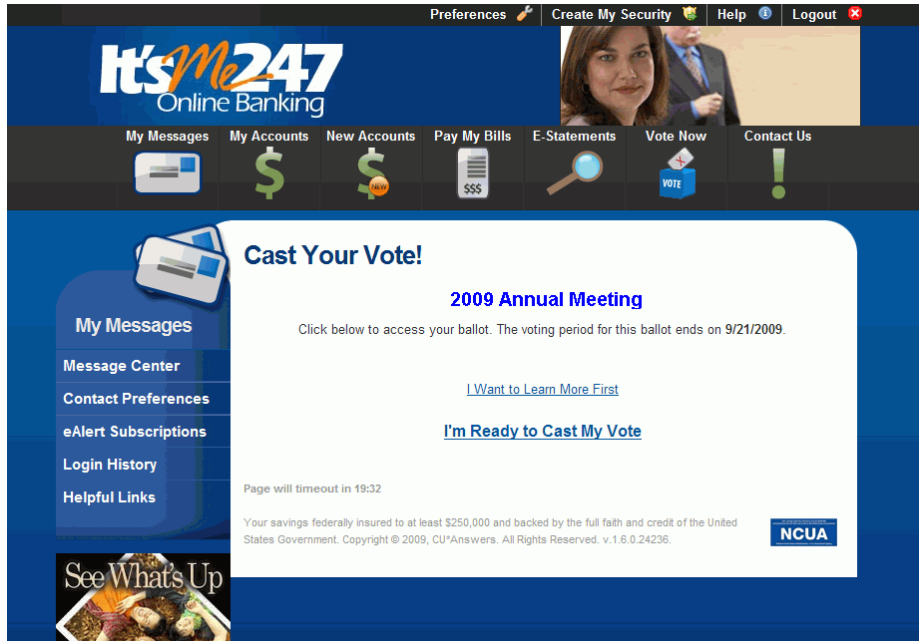 Preferences Create My Security Help Logout
It'sMe247
Online Banking
My Messages My Accounts New Accounts Pay My Bills E-Statements Vote Now Contact Us
NEW
$$$
VOTE
Cast Your Vote!
2009 Annual Meeting
Click below to access your ballot. The voting period for this ballot ends on 9/21/2009.
I Want to Learn More First
I'm Ready to Cast My Vote
My Messages
Message Center
Contact Preferences
eAlert Subscriptions
Login History
Helpful Links
Page will timeout in 19:32
Your savings federally insured to at least $250,000 and backed by the full faith and credit of the United
States Government. Copyright © 2009, CU*Answers. All Rights Reserved. v.1.6.0.24236.
NCUA
See What's Up